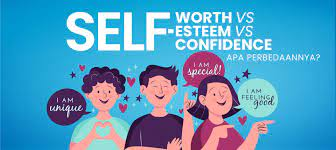 SELF-
WORTH VS
ESTEEM VS
CONFIDENCE
APA PERBEDAANNYA?
I AM
unique
I AM
special!
I AM
FEELING
good